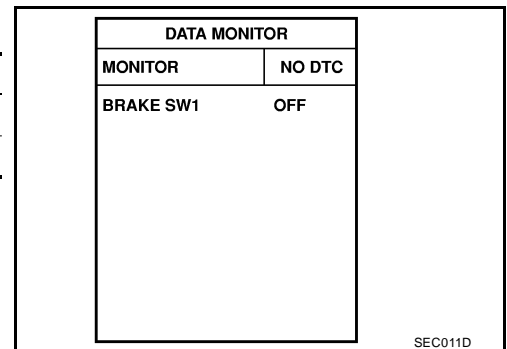 DATA MONITOR
MONITOR NO DTC
BRAKE SW1 OFF
SEC011D